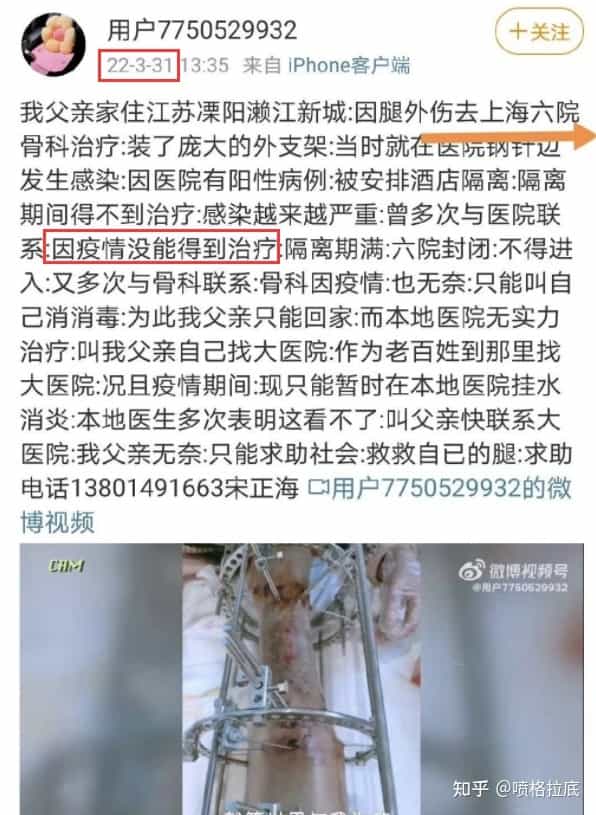 用户7750529932
+关注
22-3-31 13:35 来自 iPhone客户端
我父亲家住江苏溧阳濑江新城:因腿外伤去上海六院
骨科治疗:装了庞大的外支架:当时就在医院钢针边
发生感染:因医院有阳性病例:被安排酒店隔离:隔离
期间得不到治疗:感染越来越严重:曾多次与医院联
系:因疫情没能得到治疗:隔离期满:六院封闭:不得进
入:又多次与骨科联系:骨科因疫情:也无奈:只能叫自
己消消毒:为此我父亲只能回家:而本地医院无实力
治疗:叫我父亲自己找大医院:作为老百姓到那里找
大医院:况且疫情期间:现只能暂时在本地医院挂水
消炎:本地医生多次表明这看不了:叫父亲快联系大
医院:我父亲无奈:只能求助社会:救救自已的腿:求助
电话13801491663宋正海 用户7750529932的微
博视频
CHM
微博视频号
@用户7750529932
知乎 @喷格拉底